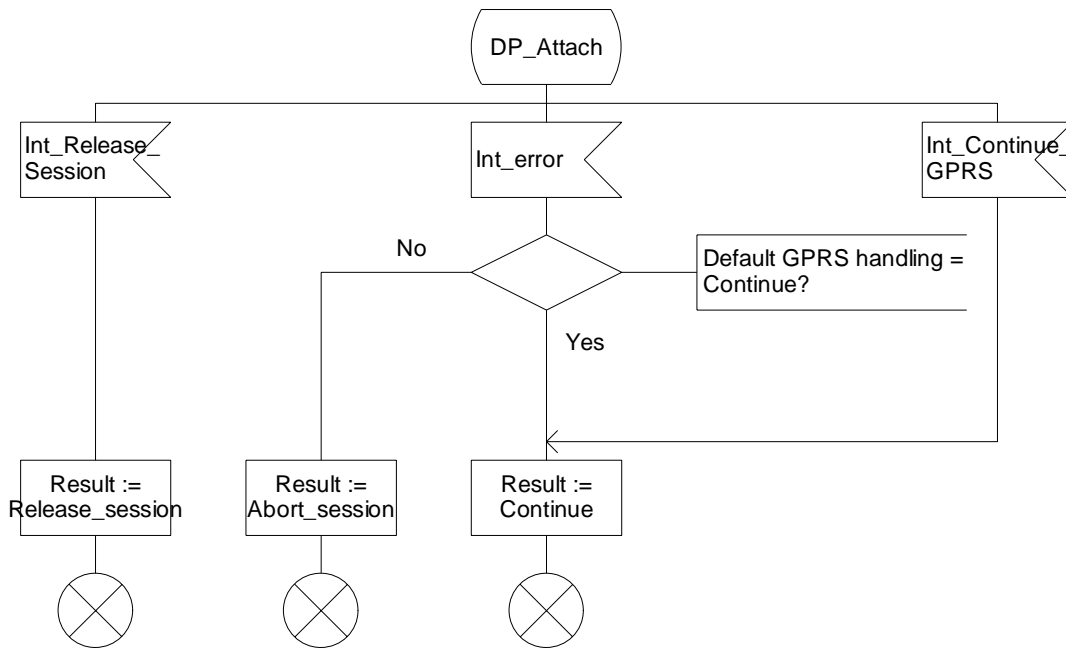 DP_Attach
Int_Release_
Session
Int_error
Int_Continue_
GPRS
No
Default GPRS handling =
Continue?
Yes
Result :=
Release_session
Result :=
Abort_session
Result :=
Continue